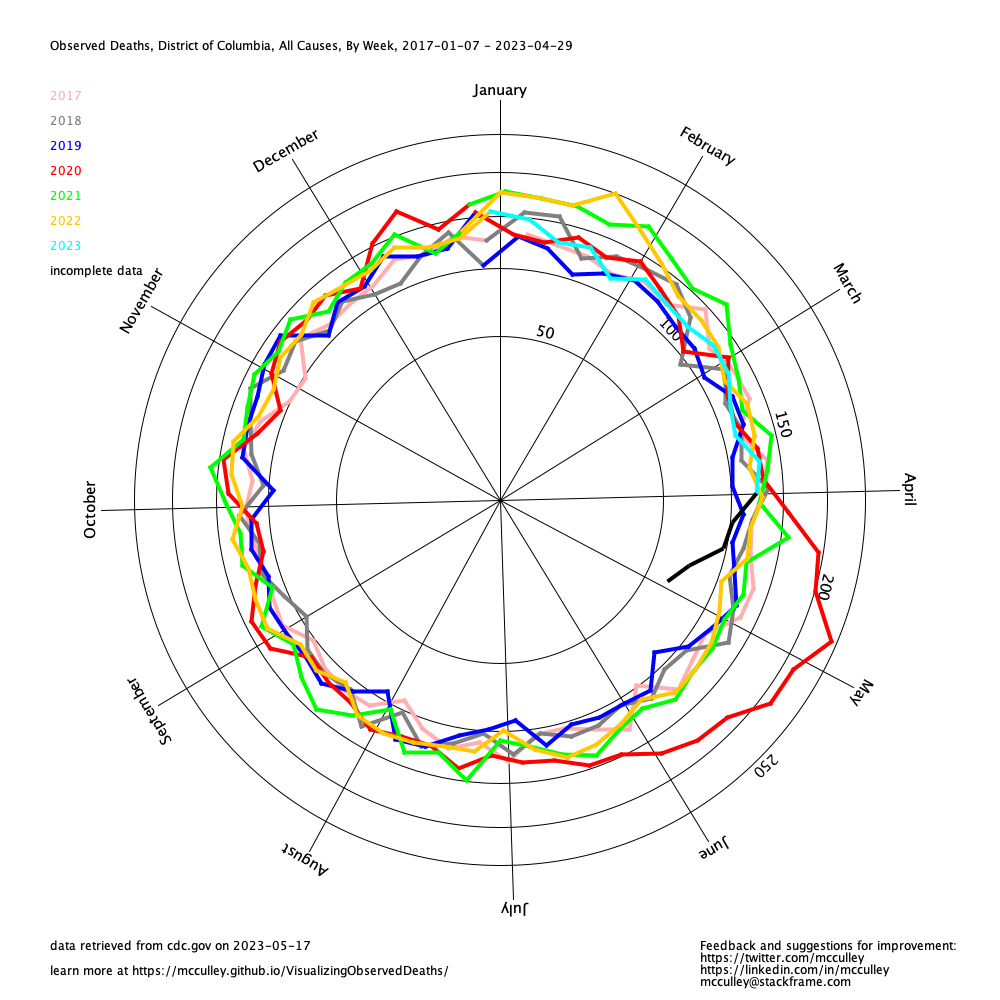 Observed Deaths, District of Columbia, All Causes, By Week, 2017-01-07 - 2023-04-29
January
2017
2018
2019
2020
2021
2022
2023
incomplete data
December
February
November
March
50
100
150
October
April
200
September
May
250
August
June
July
data retrieved from cdc.gov on 2023-05-17
learn more at https://mcculley.github.io/VisualizingObservedDeaths/
Feedback and suggestions for improvement:
https://twitter.com/mcculley
https://linkedin.com/in/mcculley
mcculley@stackframe.com